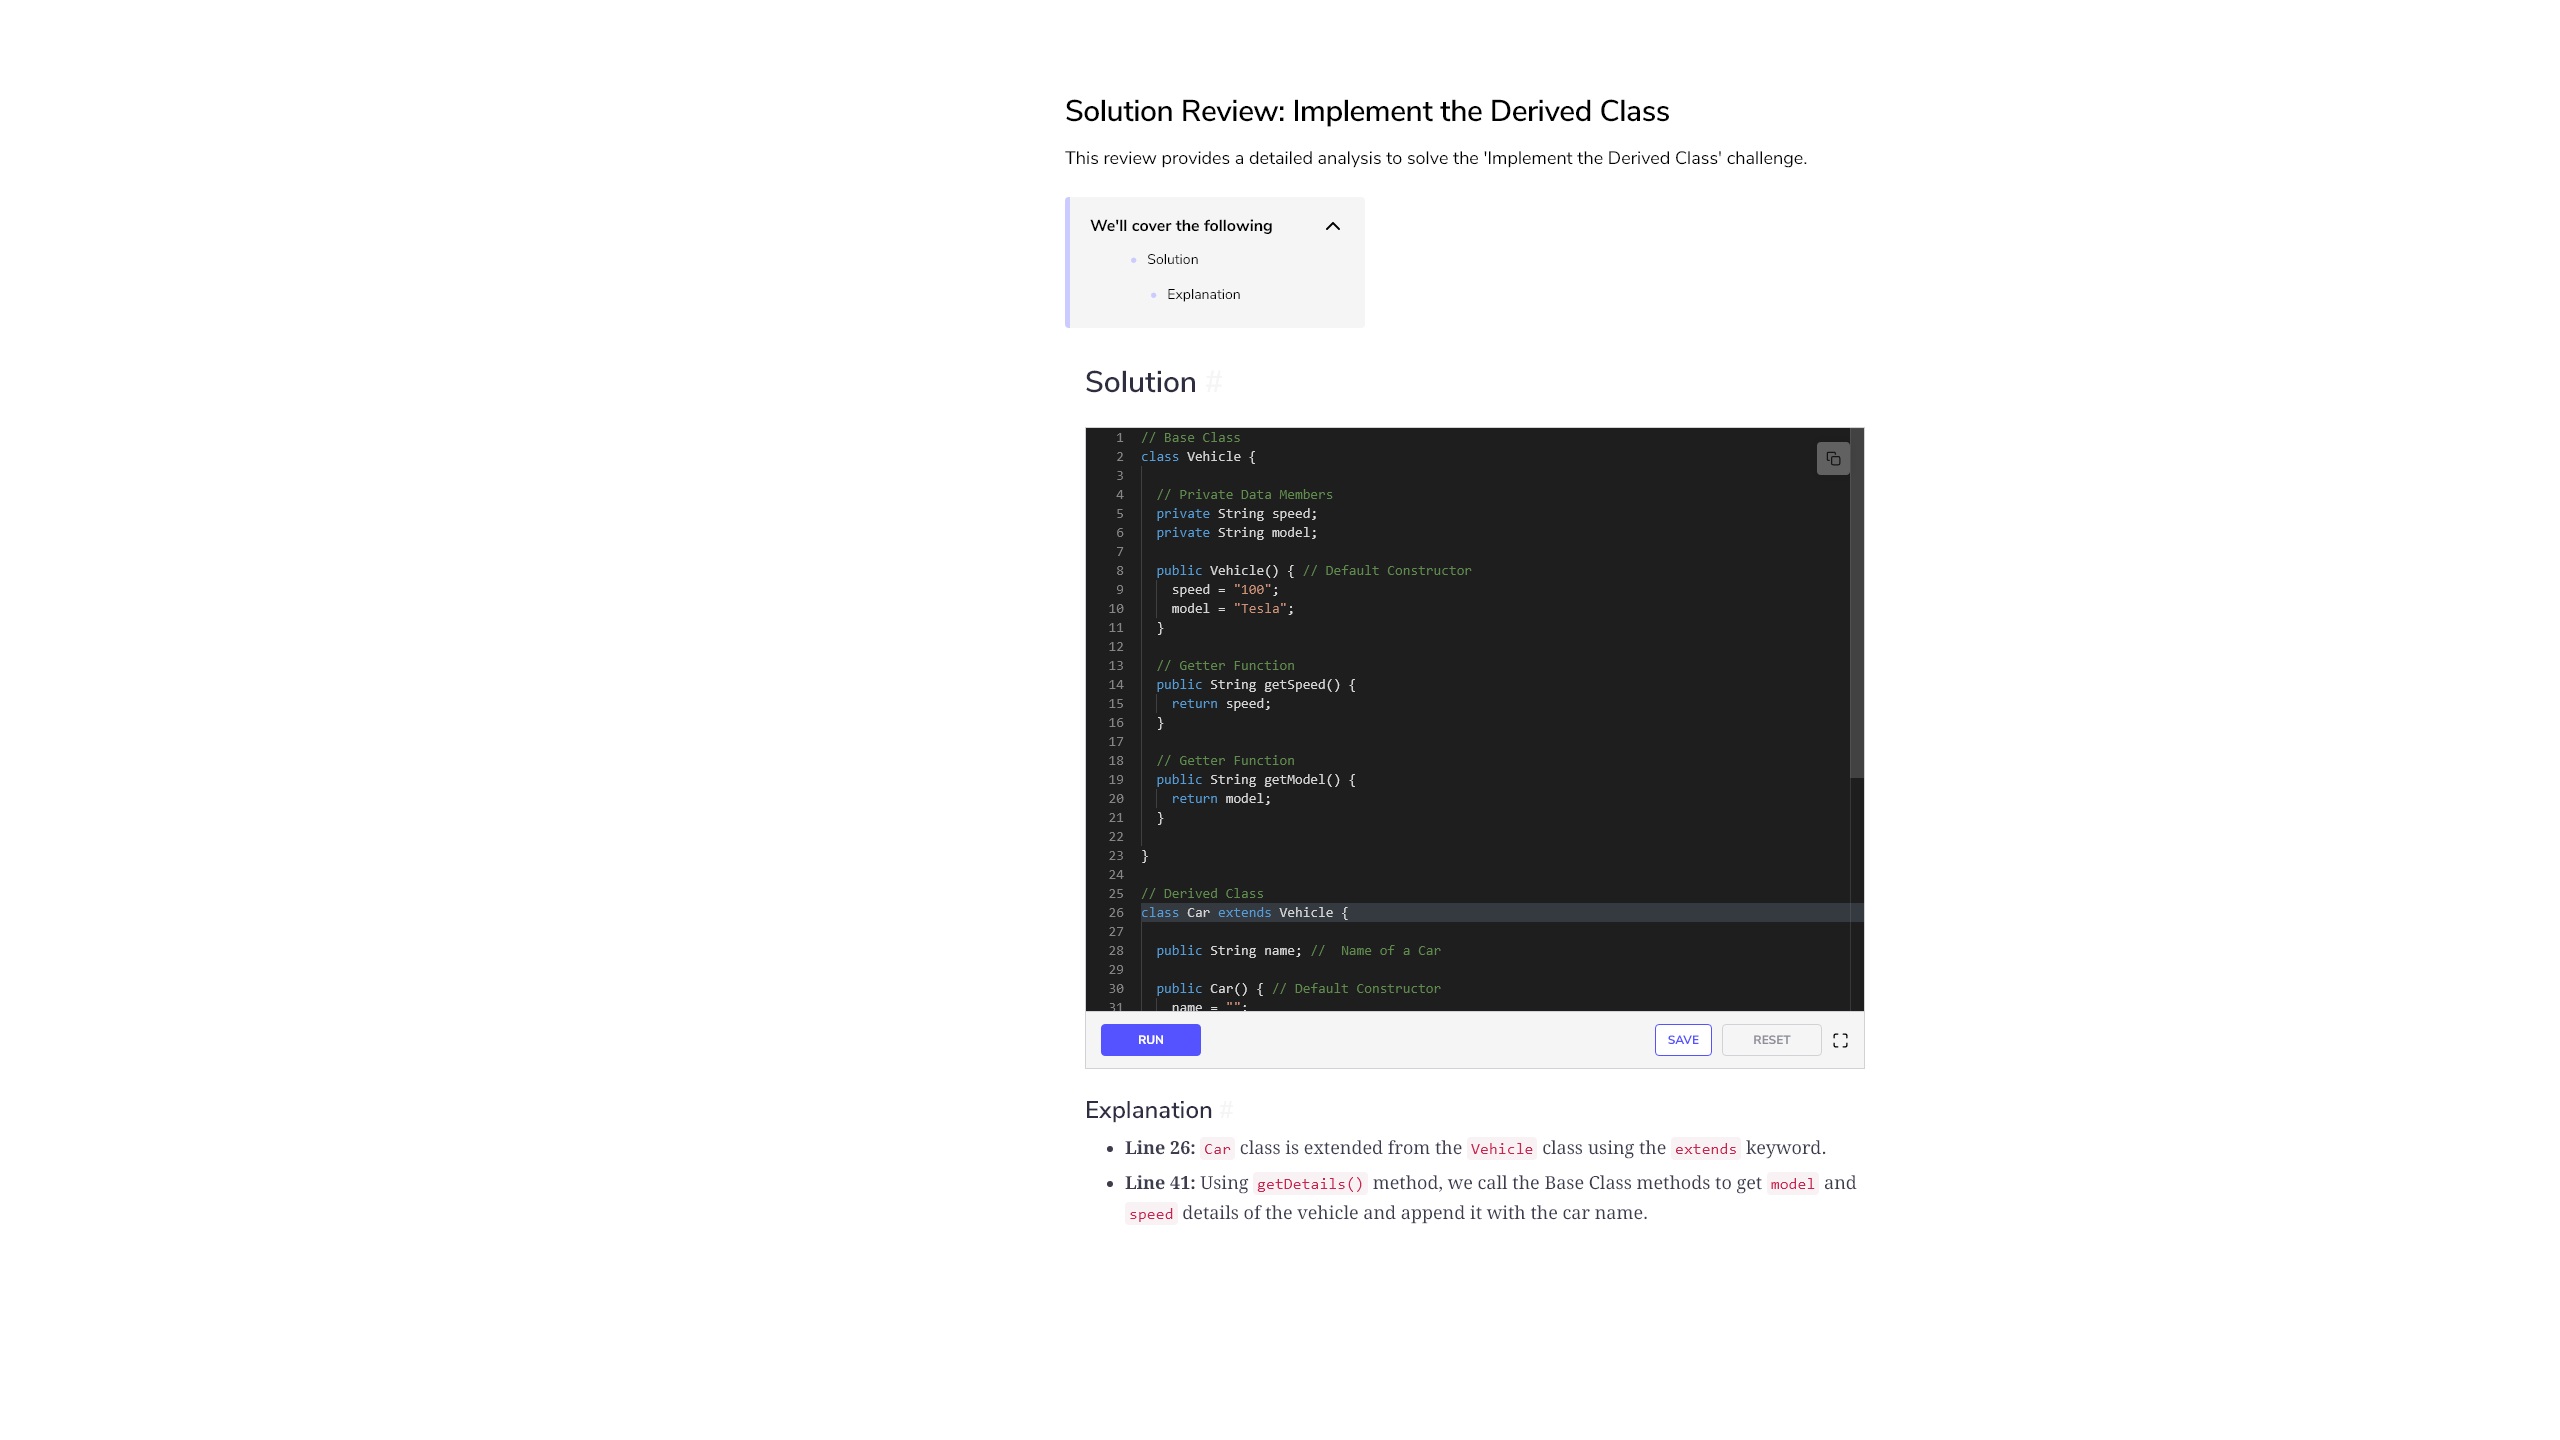 Solution Review: Implement the Derived Class
This review provides a detailed analysis to solve the 'Implement the Derived Class' challenge.
We'll cover the following
Solution
Explanation
Solution #
1 // Base Class
2 class Vehicle {
3
4 // Private Data Members
5 private String speed;
6 private String model;
7
8 public Vehicle() { // Default Constructor
9 speed = "100";
10 model = "Tesla";
11 }
12
13 // Getter Function
14 public String getSpeed() {
15 return speed;
16 }
17
18 // Getter Function
19 public String getModel() {
20 return model;
21 }
22
23 }
24
25 // Derived Class
26 class Car extends Vehicle {
27
28 public String name; //  Name of a Car
29
30 public Car() { // Default Constructor
31 name = "";
RUN
SAVE
RESET
Explanation #
• Line 26: Car class is extended from the Vehicle class using the extends keyword.
• Line 41: Using getDetails() method, we call the Base Class methods to get model and
speed details of the vehicle and append it with the car name.